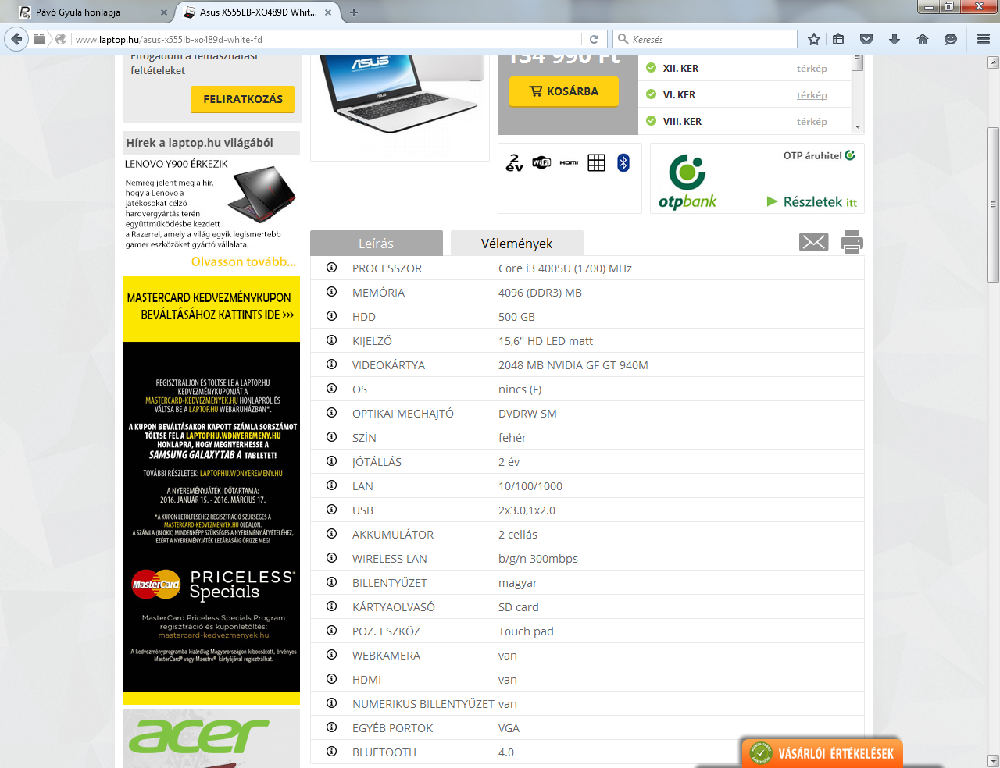 Pávó Gyula honlapja
Asus X555LB-XO489D Whit...
www.laptop.hu/asus-x555lb-xo489d-white-fd
Keresés
Elfogadom a felhasználási
feltételeket
FELIRATKOZÁS
Hírek a laptop.hu világából
LENOVO Y900 ÉRKEZIK
Nemrég jelent meg a hír,
hogy a Lenovo a
játékosokat célzó
hardvergyártás terén
együttműködésbe kezdett
a Razerrel, amely a világ egyik legismertebb
gamer eszközöket gyártó vállalata.
Olvasson tovább...
MASTERCARD KEDVEZMÉNYKUPON
BEVÁLTÁSÁHOZ KATTINTS IDE >>>
REGISZTRÁLJON ÉS TÖLTSE LE A LAPTOP.HU
KEDVEZMÉNYKUPONJÁT A
MASTERCARD-KEDVEZMENYEK.HU HONLAPRÓL ÉS
VÁLTSA BE A LAPTOP.HU WEBÁRUHÁZBAN*.
A KUPON BEVÁLTÁSAKOR KAPOTT SZÁMLA SORSZÁMOT
TÖLTSE FEL A LAPTOPHU.WDNYEREMENY.HU
HONLAPRA, HOGY MEGNYERHESSE A
SAMSUNG GALAXY TAB A TABLETET!
TOVÁBBI RÉSZLETEK: LAPTOPHU.WDNYEREMENY.HU
A NYEREMÉNYJÁTÉK IDŐTARTAMA:
2016. JANUÁR 15. - 2016. MÁRCIUS 17.
*A KUPON LETÖLTÉSÉHEZ REGISZTRÁCIÓ SZÜKSÉGES A
MASTERCARD-KEDVEZMENYEK.HU OLDALON.
A SZÁMLA (BLOKK) MINDENKÉPP SZÜKSÉGES A NYEREMÉNY ÁTVÉTELÉHEZ,
EZÉRT A NYEREMÉNYJÁTÉK LEZÁRÁSÁIG ŐRIZZE MEG!
MasterCard
PRICELESS®
Specials
MasterCard Priceless Specials Program
regisztráció és kuponletöltés:
mastercard-kedvezmenyek.hu
A kedvezményprogramba kizárólag Magyarországon kibocsátott, érvényes
MasterCard® vagy Maestro® kártyájával regisztrálhat.
acer
ASUS
134 990 Ft
KOSÁRBA
XII. KER térkép
VI. KER térkép
VIII. KER térkép
2 év
WiFi
HDMI
OTP áruhitel
otpbank
Részletek itt
Leírás
Vélemények
PROCESSZOR Core i3 4005U (1700) MHz
MEMÓRIA 4096 (DDR3) MB
HDD 500 GB
KIJELZŐ 15,6" HD LED matt
VIDEOKÁRTYA 2048 MB NVIDIA GF GT 940M
OS nincs (F)
OPTIKAI MEGHAJTÓ DVDRW SM
SZÍN fehér
JÓTÁLLÁS 2 év
LAN 10/100/1000
USB 2x3.0,1x2.0
AKKUMULÁTOR 2 cellás
WIRELESS LAN b/g/n 300mbps
BILLENTYŰZET magyar
KÁRTYAOLVASÓ SD card
POZ. ESZKÖZ Touch pad
WEBKAMERA van
HDMI van
NUMERIKUS BILLENTYŰZET van
EGYÉB PORTOK VGA
BLUETOOTH 4.0
VÁSÁRLÓI ÉRTÉKELÉSEK